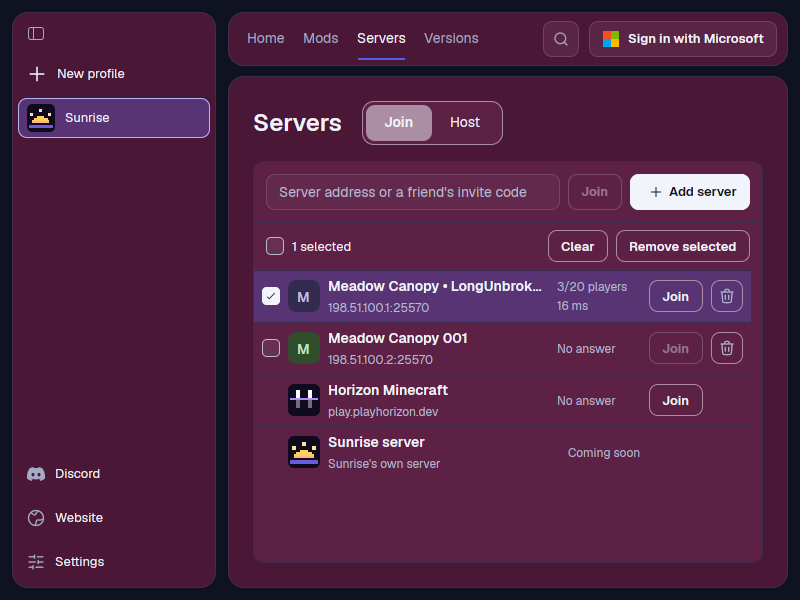 New profile
Sunrise
Discord
Website
Settings
Home
Mods
Servers
Versions
Sign in with Microsoft
Servers
Join
Host
Server address or a friend's invite code
Join
Add server
1 selected
Clear
Remove selected
M
Meadow Canopy • LongUnbrok…
198.51.100.1:25570
3/20 players
16 ms
Join
M
Meadow Canopy 001
198.51.100.2:25570
No answer
Join
Horizon Minecraft
play.playhorizon.dev
No answer
Join
Sunrise server
Sunrise's own server
Coming soon